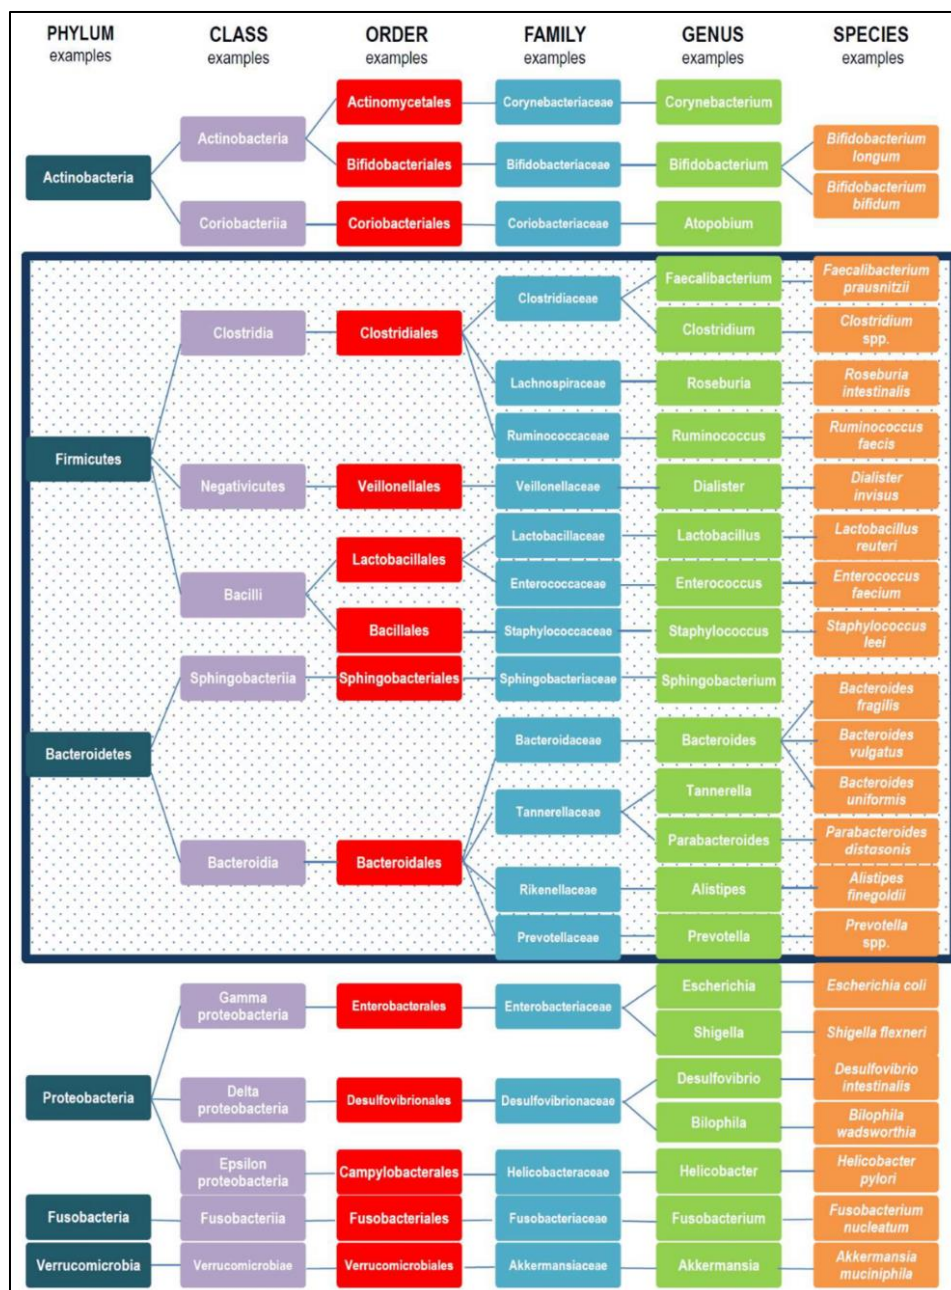 PHYLUM CLASS ORDER FAMILY GENUS SPECIES
examples examples examples examples examples examples
Actinomycetales Corynebacteriaceae Corynebacterium
Actinobacteria
Bifidobacterium
longum
Bifidobacteriales Bifidobacteriaceae Bifidobacterium
Actinobacteria
Bifidobacterium
bifidum
Coriobacteriia Coriobacteriales Coriobacteriaceae Atopobium
Faecalibacterium
Faecalibacterium
prausnitzii
Clostridiaceae
Clostridia Clostridiales Clostridium
Clostridium
spp.
Lachnospiraceae Roseburia
Roseburia
intestinalis
Ruminococcaceae Ruminococcus
Ruminococcus
faecis
Firmicutes
Negativicutes Veillonellales Veillonellaceae Dialister
Dialister
invisus
Lactobacillaceae Lactobacillus
Lactobacillus
reuteri
Lactobacillales
Enterococcaceae Enterococcus
Enterococcus
faecium
Bacilli
Bacillales Staphylococcaceae Staphylococcus
Staphylococcus
leei
Sphingobacteriia Sphingobacteriales Sphingobacteriaceae Sphingobacterium
Bacteroides
fragilis
Bacteroidetes Bacteroidaceae Bacteroides
Bacteroides
vulgatus
Tannerella
Bacteroides
uniformis
Tannerellaceae
Parabacteroides
Parabacteroides
distasonis
Bacteroidia Bacteroidales
Rikenellaceae Alistipes
Alistipes
finegoldii
Prevotellaceae Prevotella
Prevotella
spp.
Gamma
proteobacteria
Enterobacterales Enterobacteriaceae
Escherichia Escherichia coli
Shigella Shigella flexneri
Proteobacteria
Delta
proteobacteria
Desulfovibrionales Desulfovibrionaceae
Desulfovibrio
Desulfovibrio
intestinalis
Bilophila
Bilophila
wadsworthia
Epsilon
proteobacteria
Campylobacterales Helicobacteraceae Helicobacter
Helicobacter
pylori
Fusobacteria Fusobacteriia Fusobacteriales Fusobacteriaceae Fusobacterium
Fusobacterium
nucleatum
Verrucomicrobia Verrucomicrobiae Verrucomicrobiales Akkermansiaceae Akkermansia
Akkermansia
muciniphila